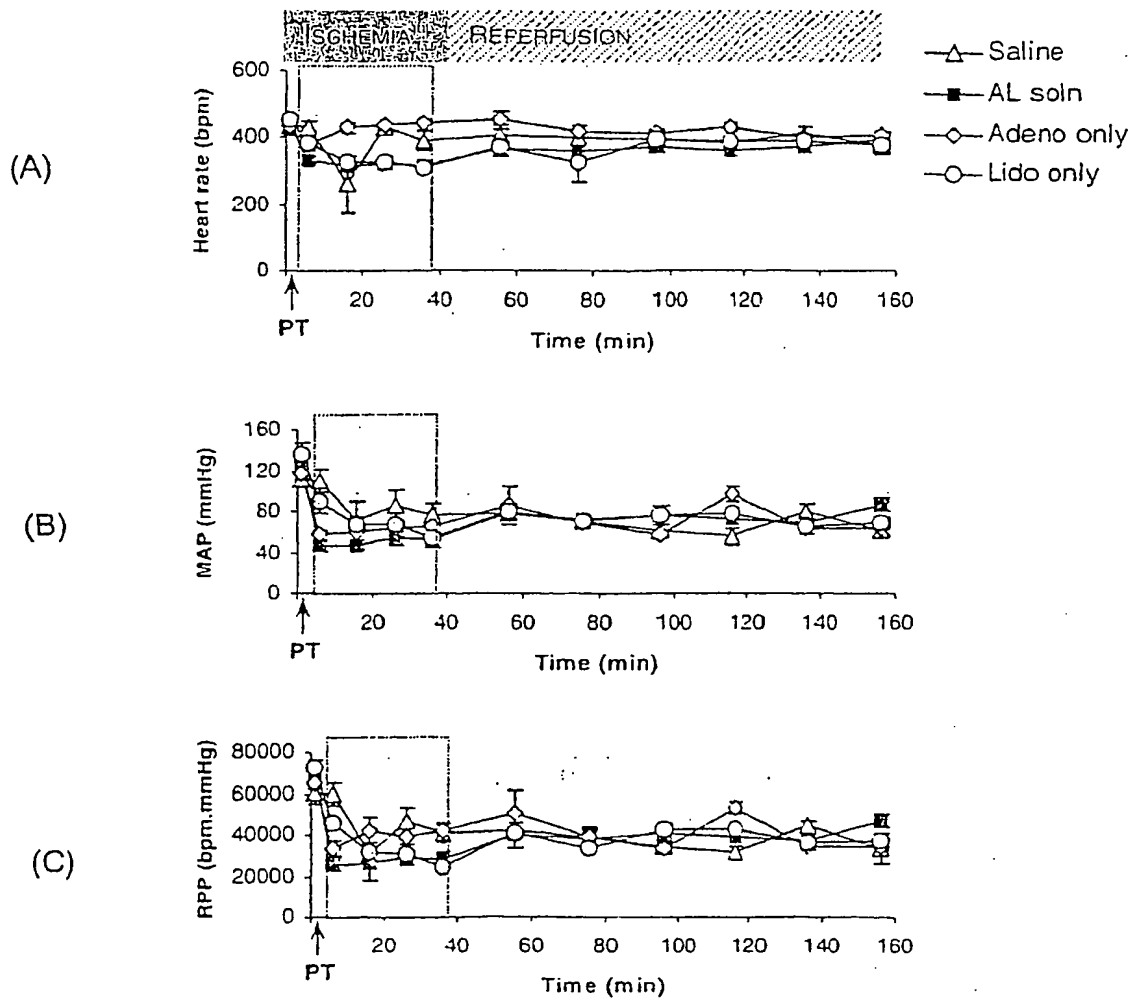 ISCHEMIA REPERFUSION
Saline
AL soln
Adeno only
Lido only
(A)
Heart rate (bpm)
600
400
200
0
20 40 60 80 100 120 140 160
PT
Time (min)
(B)
MAP (mmHg)
160
120
80
40
0
20 40 60 80 100 120 140 160
PT
Time (min)
(C)
RPP (bpm.mmHg)
80000
60000
40000
20000
0
20 40 60 80 100 120 140 160
PT
Time (min)